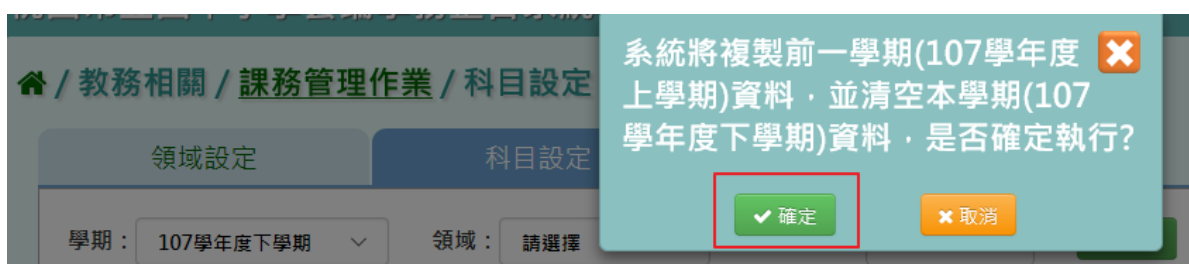 / 教務相關 / 課務管理作業 / 科目設定
系統將複製前一學期(107學年度
上學期)資料，並清空本學期(107
學年度下學期)資料，是否確定執行?
領域設定
科目設定
確定
取消
學期： 107學年度下學期
領域： 請選擇